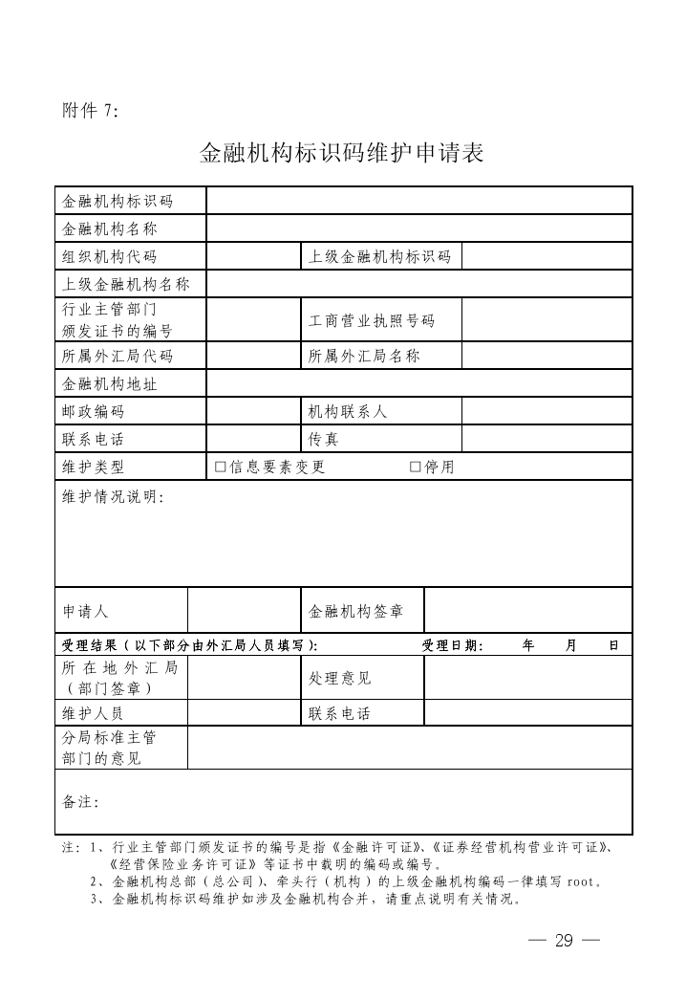 附件 7：
金融机构标识码维护申请表
金融机构标识码
金融机构名称
组织机构代码 上级金融机构标识码
上级金融机构名称
行业主管部门
颁发证书的编号 工商营业执照号码
所属外汇局代码 所属外汇局名称
金融机构地址
邮政编码 机构联系人
联系电话 传真
维护类型 □信息要素变更 □停用
维护情况说明：
申请人 金融机构签章
受理结果（以下部分由外汇局人员填写）： 受理日期： 年 月 日
所在地外汇局
（部门签章） 处理意见
维护人员 联系电话
分局标准主管
部门的意见
备注：
注：1、行业主管部门颁发证书的编号是指《金融许可证》、《证券经营机构营业许可证》、
《经营保险业务许可证》等证书中载明的编码或编号。
2、金融机构总部（总公司）、牵头行（机构）的上级金融机构编码一律填写 root。
3、金融机构标识码维护如涉及金融机构合并，请重点说明有关情况。
— 29 —